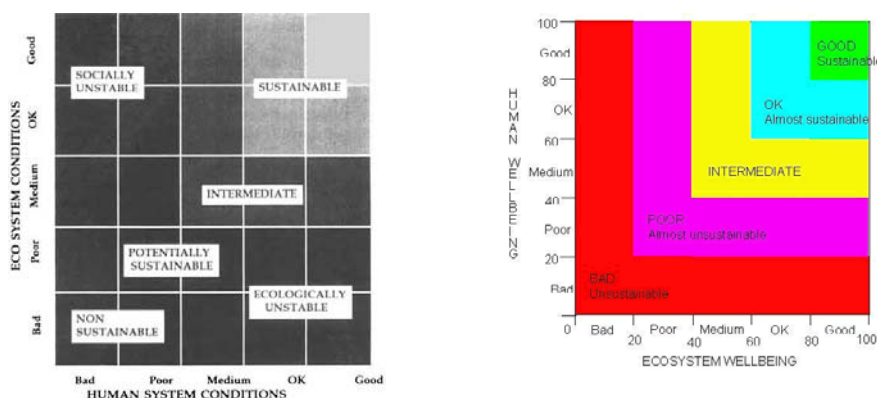 Good
OK
Medium
Poor
Bad
ECO SYSTEM CONDITIONS
SOCIALLY
UNSTABLE
SUSTAINABLE
INTERMEDIATE
POTENTIALLY
SUSTAINABLE
ECOLOGICALLY
UNSTABLE
NON
SUSTAINABLE
Bad Poor Medium OK Good
HUMAN SYSTEM CONDITIONS
100
Good
80
OK
60
Medium
40
Poor
20
Bad
0
HUMAN WELLBEING
GOOD
Sustainable
OK
Almost sustainable
INTERMEDIATE
POOR
Almost unsustainable
BAD
Unsustainable
Bad Poor Medium OK Good
20 40 60 80 100
ECOSYSTEM WELLBEING